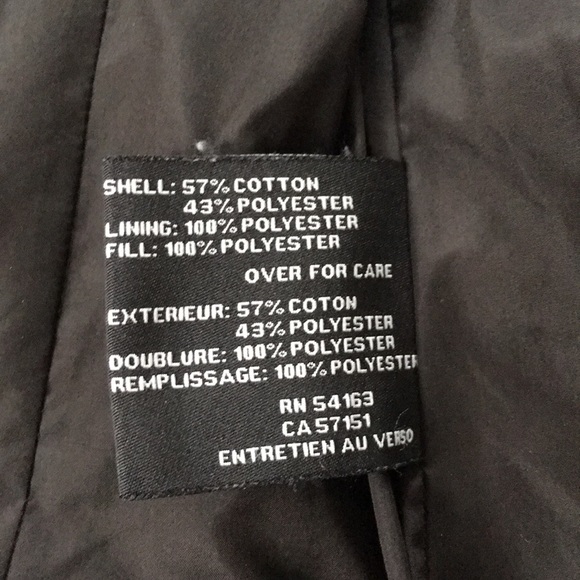 SHELL: 57% COTTON
43% POLYESTER
LINING: 100% POLYESTER
FILL: 100% POLYESTER
OVER FOR CARE
EXTERIEUR: 57% COTON
43% POLYESTER
DOUBLURE: 100% POLYESTER
REMPLISSAGE: 100% POLYESTER
RN 54163
CA 57151
ENTRETIEN AU VERSO